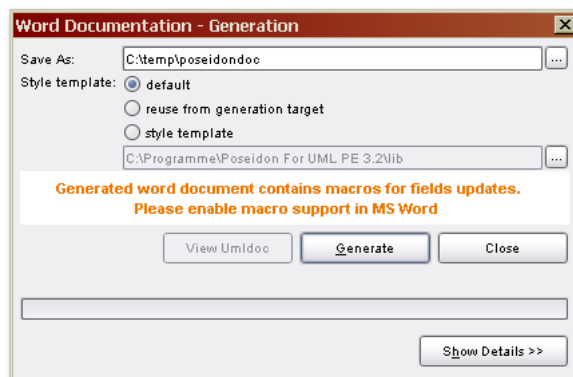 Word Documentation - Generation
Save As: C:\temp\poseidondoc ...
Style template: default
reuse from generation target
style template
C:\Programme\Poseidon For UML PE 3.2\lib ...
Generated word document contains macros for fields updates.
Please enable macro support in MS Word
View Umldoc Generate Close
Show Details >>